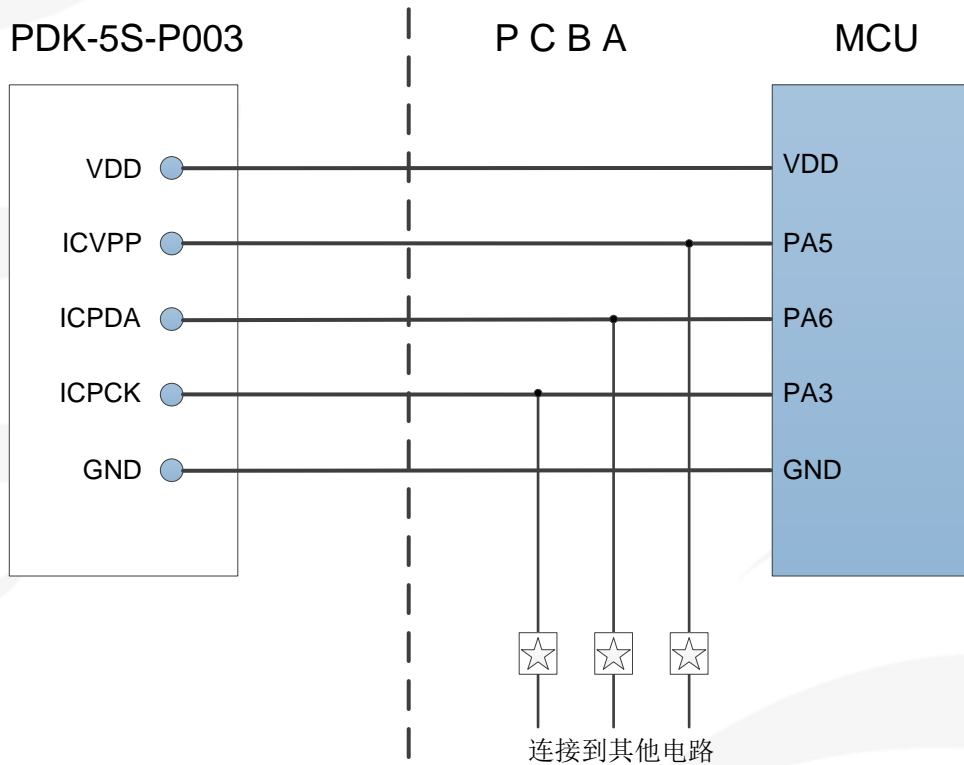 PDK-5S-P003
P C B A
MCU
VDD
VDD
ICVPP
PA5
ICPDA
PA6
ICPCK
PA3
GND
GND
连接到其他电路